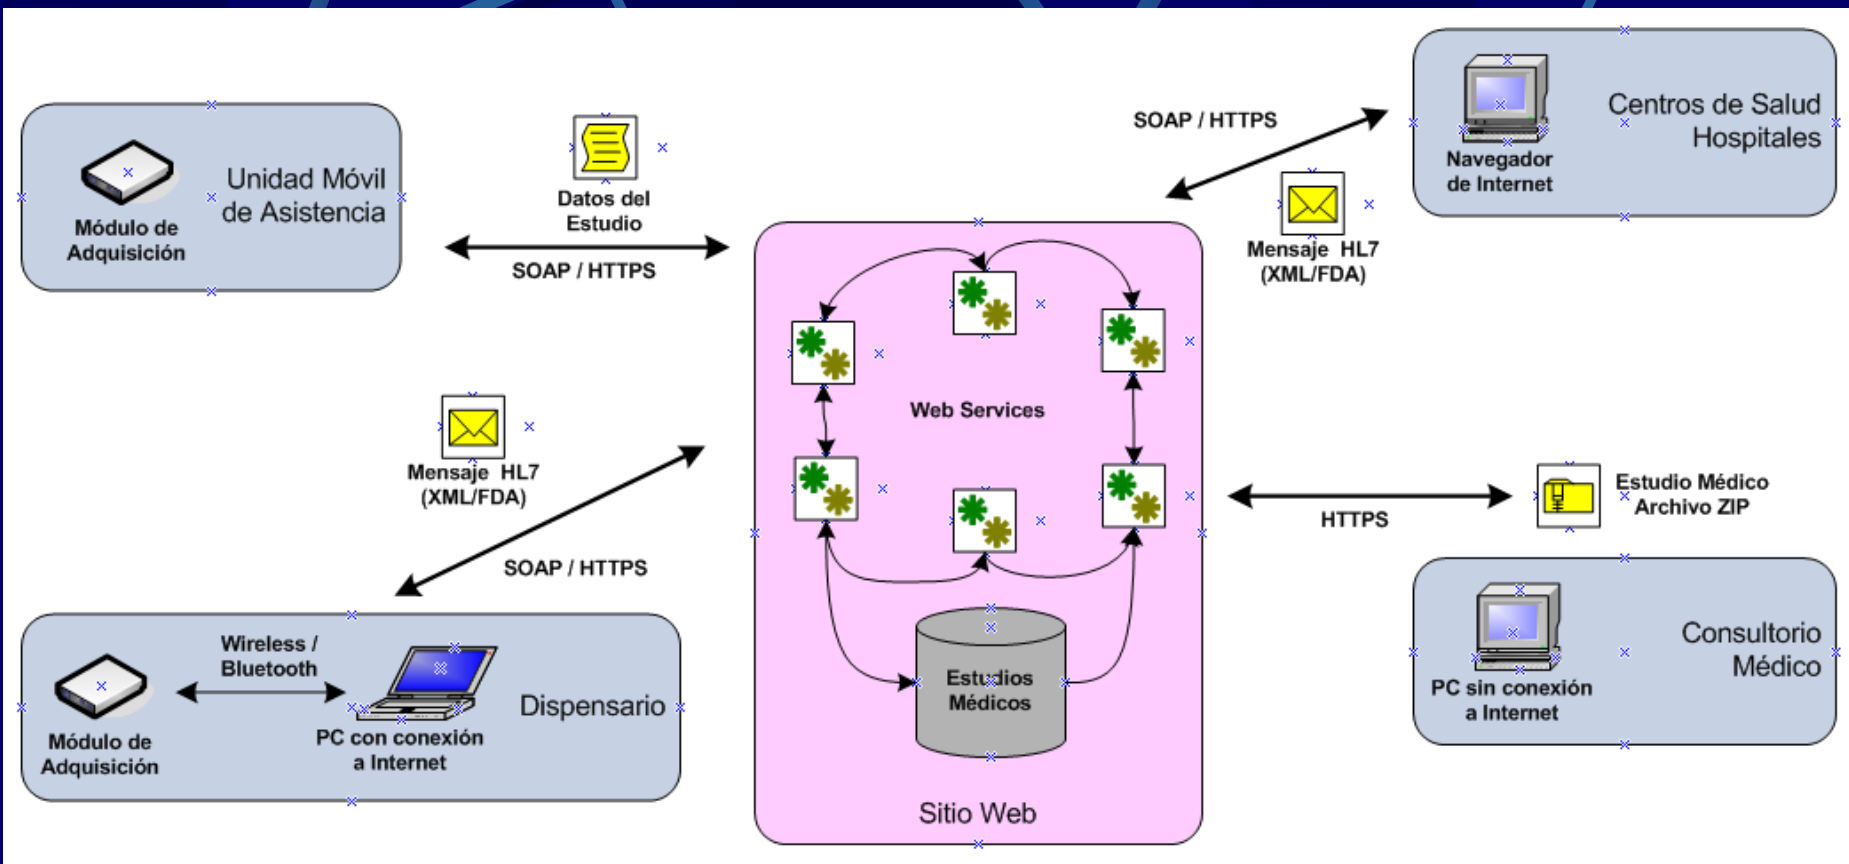 Módulo de
Adquisición
Unidad Móvil
de Asistencia
Datos del
Estudio
SOAP / HTTPS
SOAP / HTTPS
Mensaje HL7
(XML/FDA)
Navegador
de Internet
Centros de Salud
Hospitales
Web Services
Estudios
Médicos
Sitio Web
Mensaje HL7
(XML/FDA)
SOAP / HTTPS
Módulo de
Adquisición
Wireless /
Bluetooth
PC con conexión
a Internet
Dispensario
HTTPS
Estudio Médico
Archivo ZIP
PC sin conexión
a Internet
Consultorio
Médico